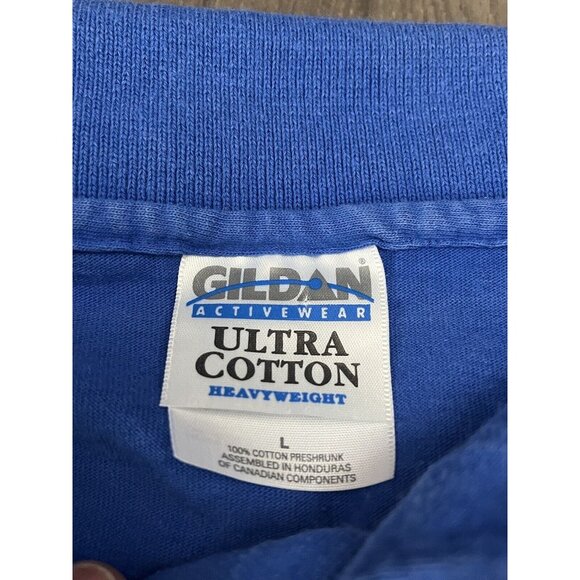 GILDAN®
ACTIVEWEAR
ULTRA
COTTON
HEAVYWEIGHT
L
100% COTTON PRESHRUNK
ASSEMBLED IN HONDURAS
OF CANADIAN COMPONENTS